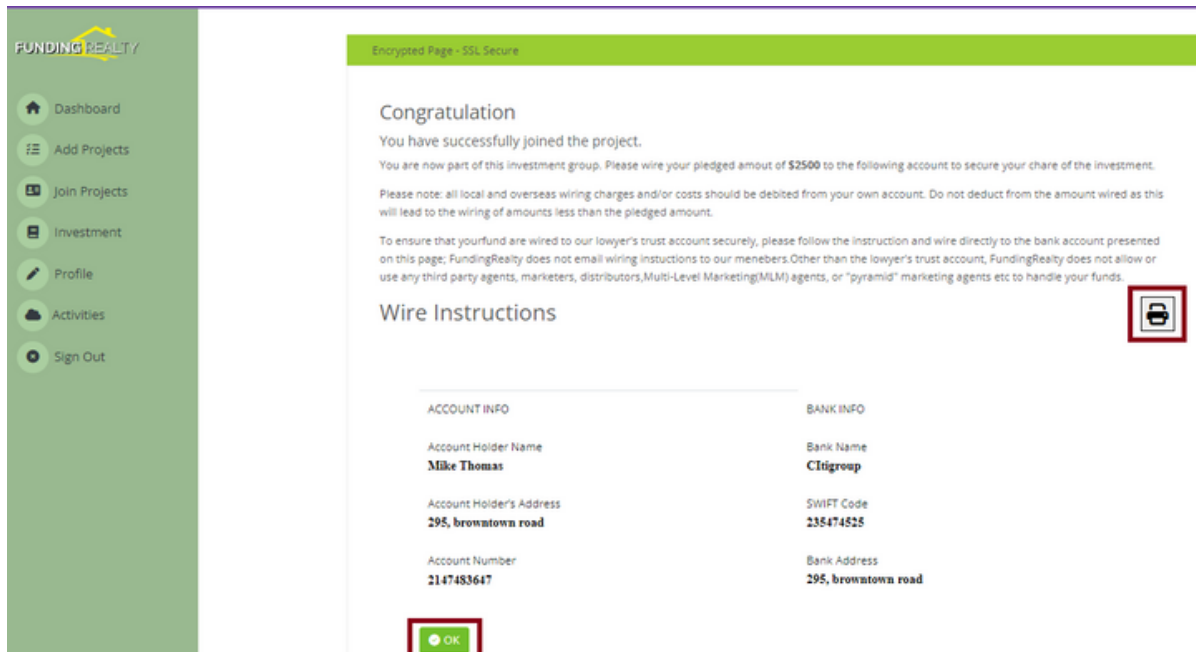 FUNDING REALTY
Dashboard
Add Projects
Join Projects
Investment
Profile
Activities
Sign Out
Encrypted Page - SSL Secure
Congratulation
You have successfully joined the project.
You are now part of this investment group. Please wire your pledged amout of $2500 to the following account to secure your chare of the investment.
Please note: all local and overseas wiring charges and/or costs should be debited from your own account. Do not deduct from the amount wired as this
will lead to the wiring of amounts less than the pledged amount.
To ensure that yourfund are wired to our lowyer's trust account securely, please follow the instruction and wire directly to the bank account presented
on this page; FundingRealty does not email wiring instuctions to our menebers.Other than the lowyer's trust account, FundingRealty does not allow or
use any third party agents, marketers, distributors,Multi-Level Marketing(MLM) agents, or "pyramid" marketing agents etc to handle your funds.
Wire Instructions
ACCOUNT INFO
Account Holder Name
Mike Thomas
Account Holder's Address
295, browntown road
Account Number
2147483647
BANK INFO
Bank Name
CItigroup
SWIFT Code
235474525
Bank Address
295, browntown road
OK